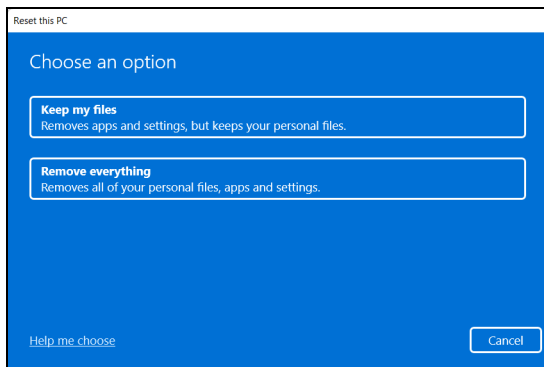 Reset this PC
Choose an option
Keep my files
Removes apps and settings, but keeps your personal files.
Remove everything
Removes all of your personal files, apps and settings.
Help me choose
Cancel